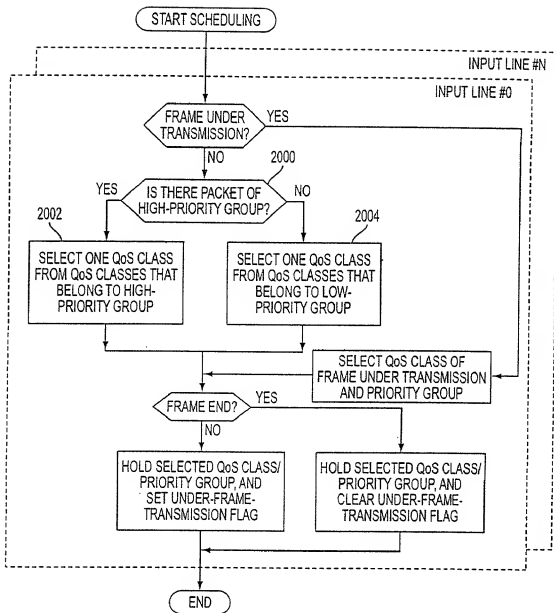 START SCHEDULING
INPUT LINE #N
INPUT LINE #0
FRAME UNDER
TRANSMISSION?
YES
NO
2000
YES
IS THERE PACKET OF
HIGH-PRIORITY GROUP?
NO
2002
2004
SELECT ONE QoS CLASS
FROM QoS CLASSES THAT
BELONG TO HIGH-
PRIORITY GROUP
SELECT ONE QoS CLASS
FROM QoS CLASSES THAT
BELONG TO LOW-
PRIORITY GROUP
SELECT QoS CLASS OF
FRAME UNDER TRANSMISSION
AND PRIORITY GROUP
FRAME END?
YES
NO
HOLD SELECTED QoS CLASS/
PRIORITY GROUP, AND
SET UNDER-FRAME-
TRANSMISSION FLAG
HOLD SELECTED QoS CLASS/
PRIORITY GROUP, AND
CLEAR UNDER-FRAME-
TRANSMISSION FLAG
END